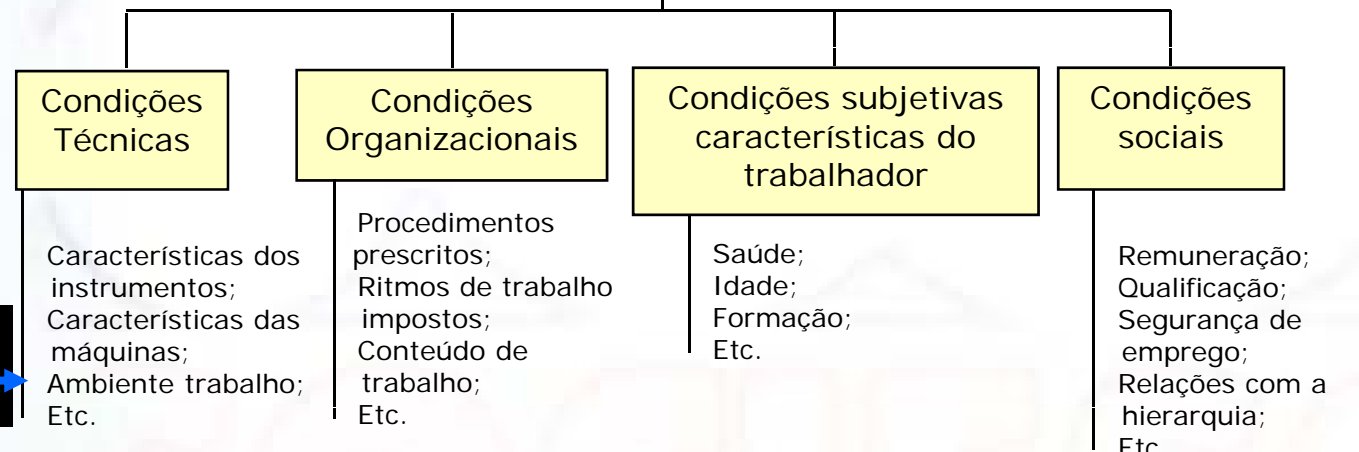 Condições
Técnicas
Características dos
instrumentos;
Características das
máquinas;
Ambiente trabalho;
Etc.
Condições
Organizacionais
Procedimentos
prescritos;
Ritmos de trabalho
impostos;
Conteúdo de
trabalho;
Etc.
Condições subjetivas
características do
trabalhador
Saúde;
Idade;
Formação;
Etc.
Condições
sociais
Remuneração;
Qualificação;
Segurança de
emprego;
Relações com a
hierarquia;
Etc